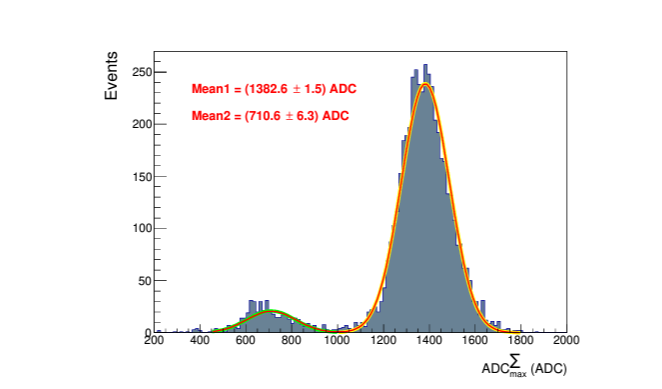 Events
250
200
150
100
50
0
Mean1 = (1382.6 ± 1.5) ADC
Mean2 = (710.6 ± 6.3) ADC
200 400 600 800 1000 1200 1400 1600 1800 2000
ADC^Σ_max (ADC)